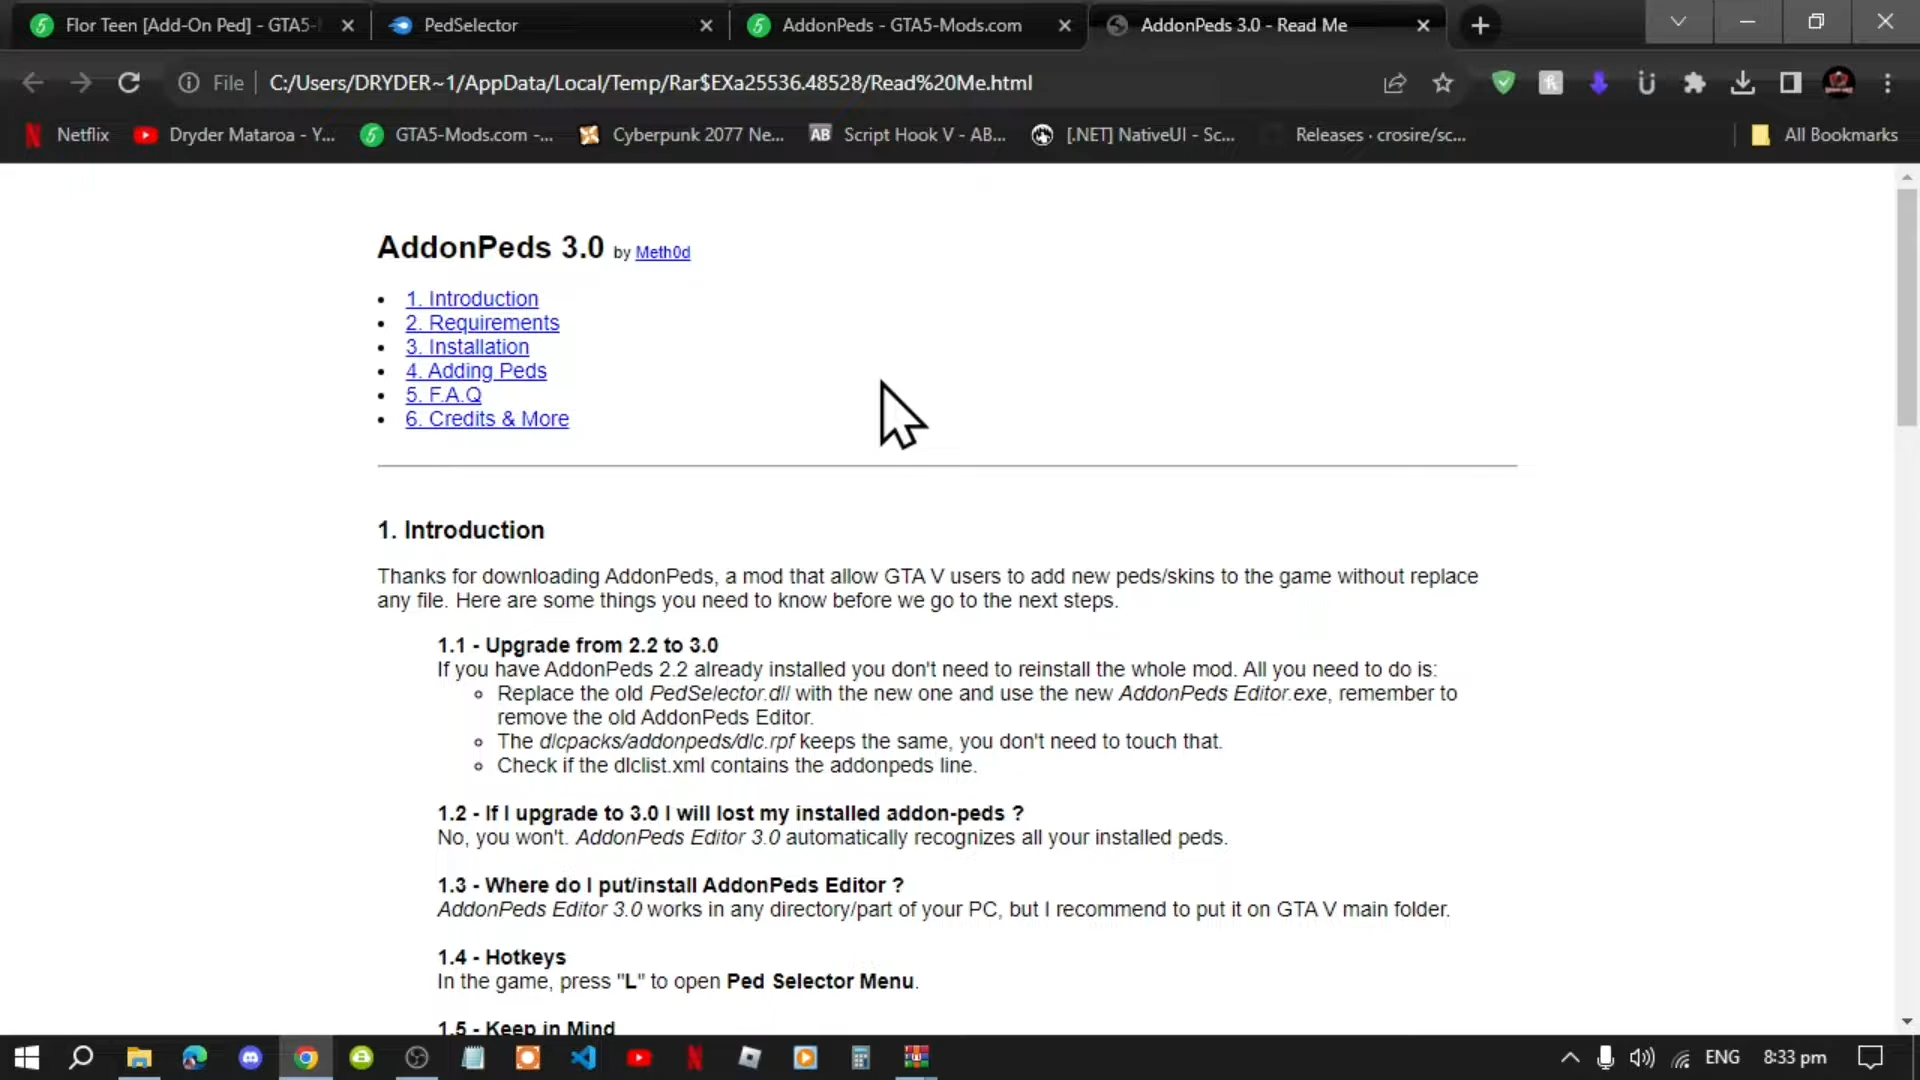 Flor Teen [Add-On Ped] - GTA5-
PedSelector
AddonPeds - GTA5-Mods.com
AddonPeds 3.0 - Read Me
File
C:/Users/DRYDER~1/AppData/Local/Temp/Rar$EXa25536.48528/Read%20Me.html
Netflix
Dryder Mataroa - Y...
GTA5-Mods.com -...
Cyberpunk 2077 Ne...
AB Script Hook V - AB...
[.NET] NativeUI - Sc...
Releases · crosire/sc...
All Bookmarks
AddonPeds 3.0 by Meth0d
• 1. Introduction
• 2. Requirements
• 3. Installation
• 4. Adding Peds
• 5. F.A.Q
• 6. Credits & More
1. Introduction
Thanks for downloading AddonPeds, a mod that allow GTA V users to add new peds/skins to the game without replace
any file. Here are some things you need to know before we go to the next steps.
1.1 - Upgrade from 2.2 to 3.0
If you have AddonPeds 2.2 already installed you don't need to reinstall the whole mod. All you need to do is:
Replace the old PedSelector.dll with the new one and use the new AddonPeds Editor.exe, remember to
remove the old AddonPeds Editor.
The dlcpacks/addonpeds/dlc.rpf keeps the same, you don't need to touch that.
Check if the dlclist.xml contains the addonpeds line.
1.2 - If I upgrade to 3.0 I will lost my installed addon-peds ?
No, you won't. AddonPeds Editor 3.0 automatically recognizes all your installed peds.
1.3 - Where do I put/install AddonPeds Editor ?
AddonPeds Editor 3.0 works in any directory/part of your PC, but I recommend to put it on GTA V main folder.
1.4 - Hotkeys
In the game, press "L" to open Ped Selector Menu.
1.5 - Keep in Mind
ENG
8:33 pm